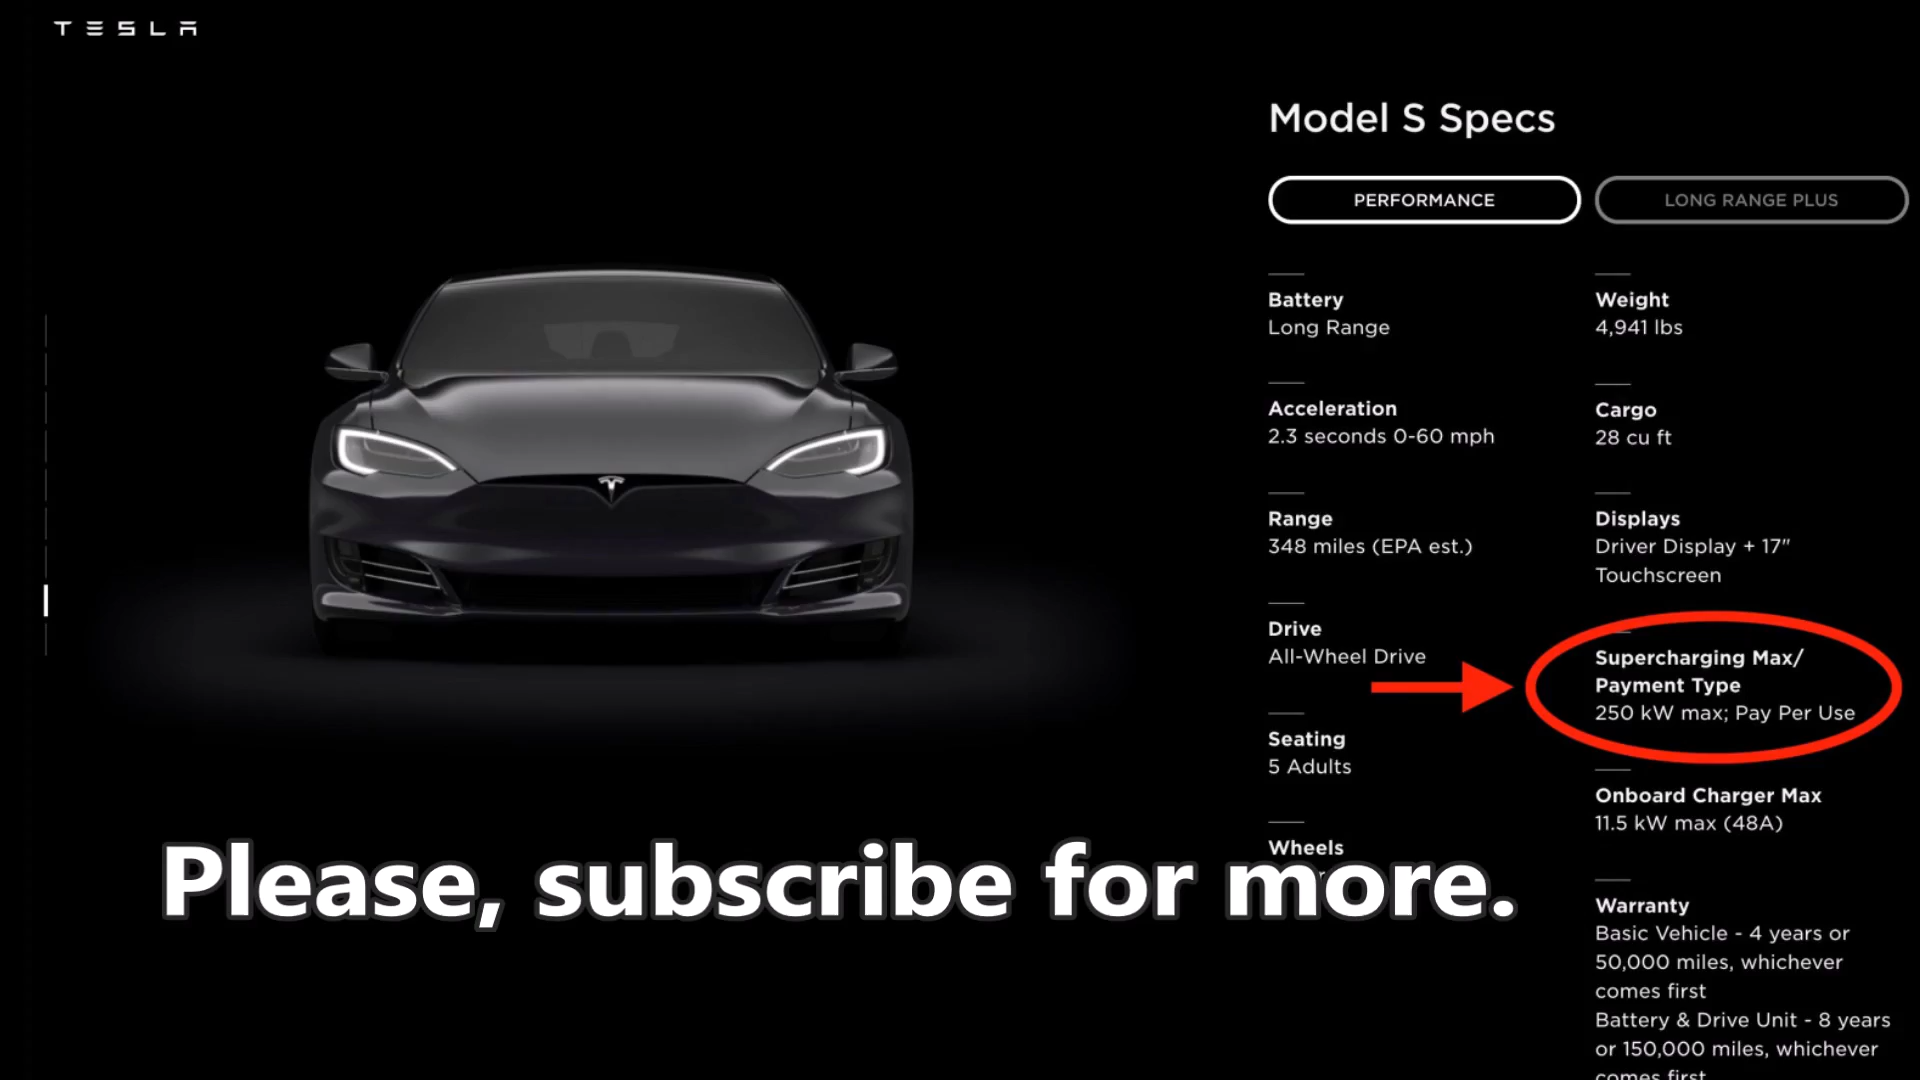 TESLA
Model S Specs
PERFORMANCE
LONG RANGE PLUS
Battery
Long Range
Acceleration
2.3 seconds 0-60 mph
Range
348 miles (EPA est.)
Drive
All-Wheel Drive
Seating
5 Adults
Wheels
Weight
4,941 lbs
Cargo
28 cu ft
Displays
Driver Display + 17"
Touchscreen
Supercharging Max/
Payment Type
250 kW max; Pay Per Use
Onboard Charger Max
11.5 kW max (48A)
Warranty
Basic Vehicle - 4 years or
50,000 miles, whichever
comes first
Battery & Drive Unit - 8 years
or 150,000 miles, whichever
comes first
Please, subscribe for more.